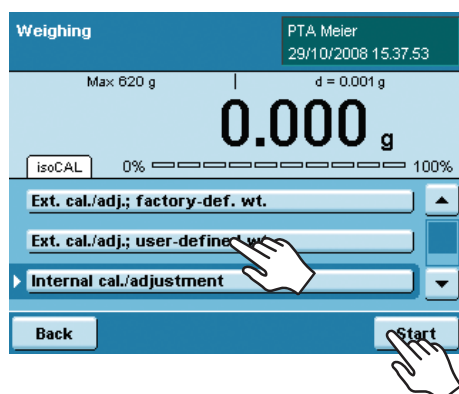 Weighing
PTA Meier
29/10/2008 15.37.53
Max 620 g
d = 0.001 g
0.000 g
isoCAL 0% 100%
Ext. cal./adj.; factory-def. wt.
Ext. cal./adj.; user-defined wt.
Internal cal./adjustment
Back
Start